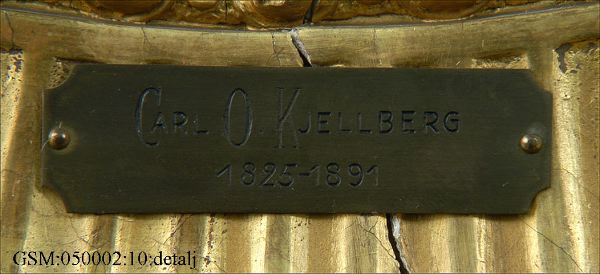 CARL O. KJELLBERG
1825-1891
GSM:050002:10:detalj